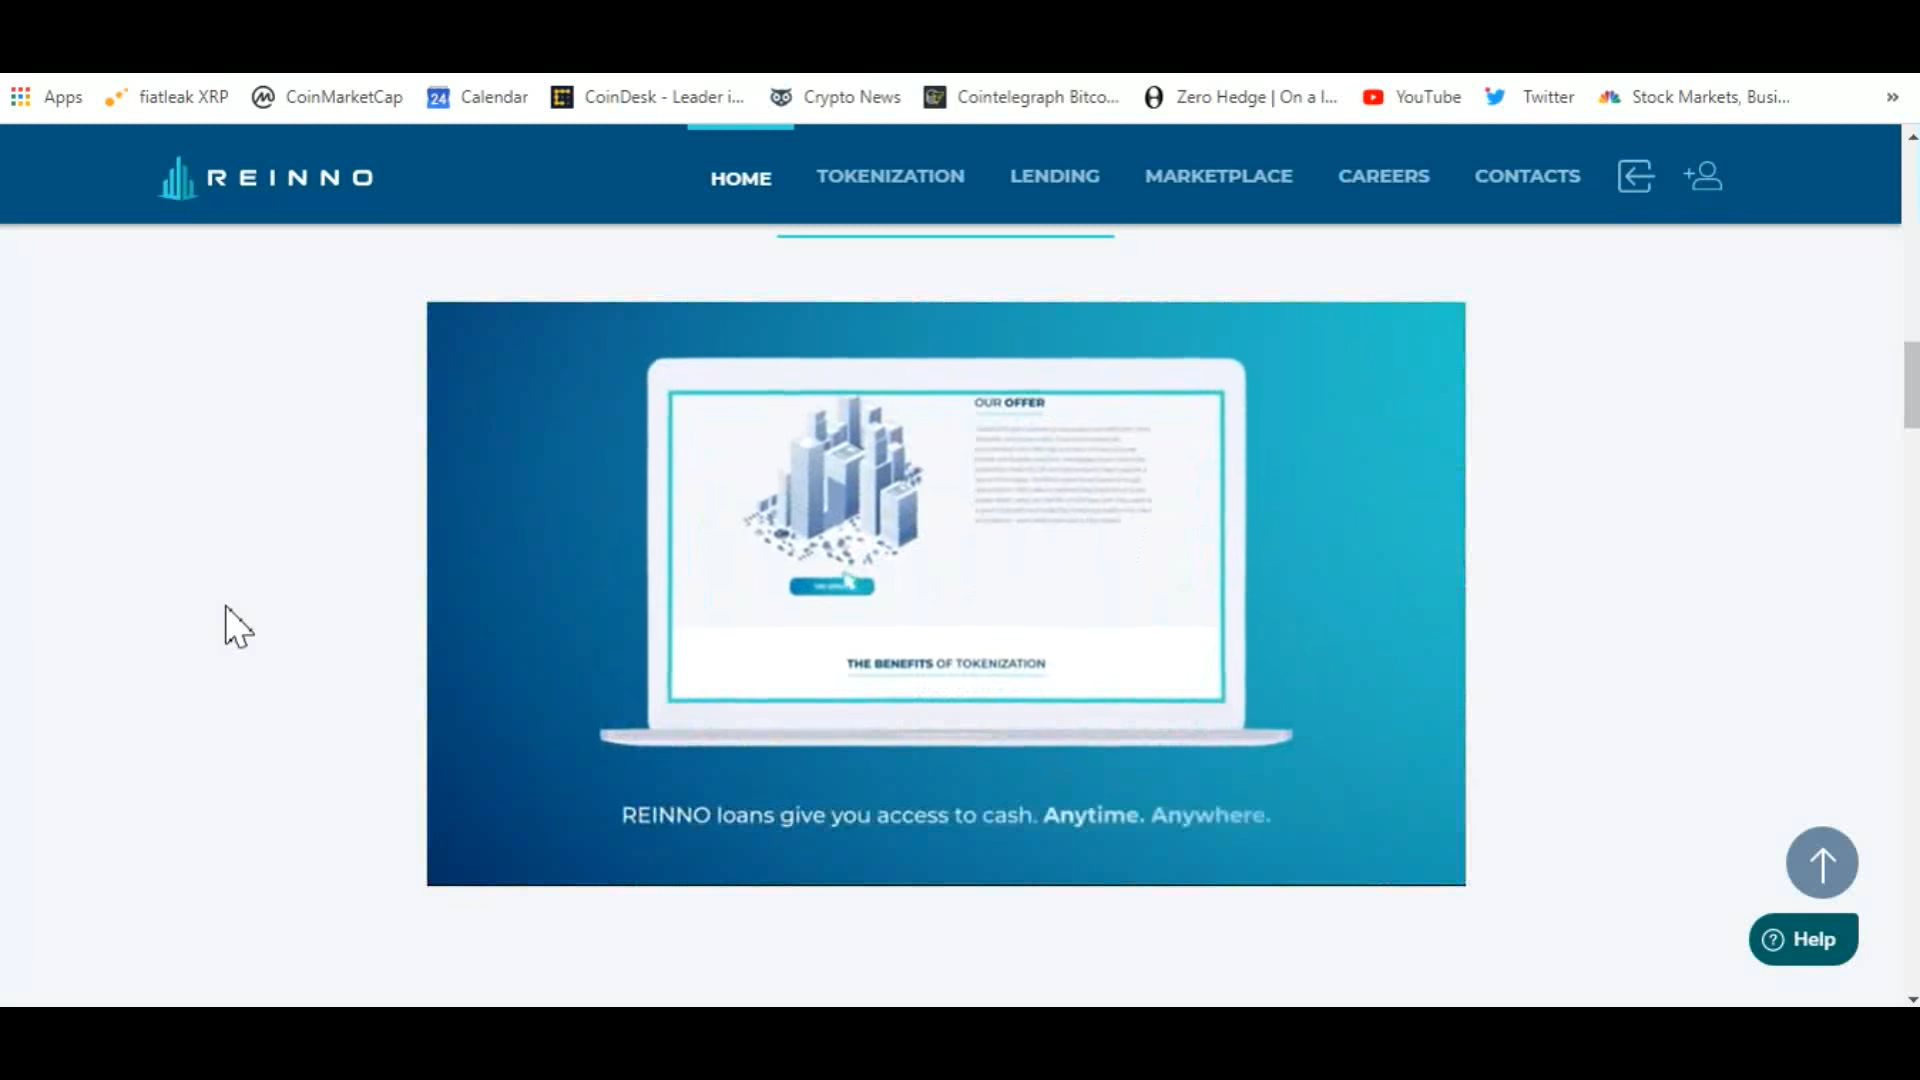 Apps fiatleak XRP CoinMarketCap 24 Calendar CoinDesk - Leader i... Crypto News Cointelegraph Bitco... Zero Hedge | On a l... YouTube Twitter Stock Markets, Busi... »
REINNO HOME TOKENIZATION LENDING MARKETPLACE CAREERS CONTACTS
OUR OFFER
THE BENEFITS OF TOKENIZATION
REINNO loans give you access to cash. Anytime. Anywhere.
? Help